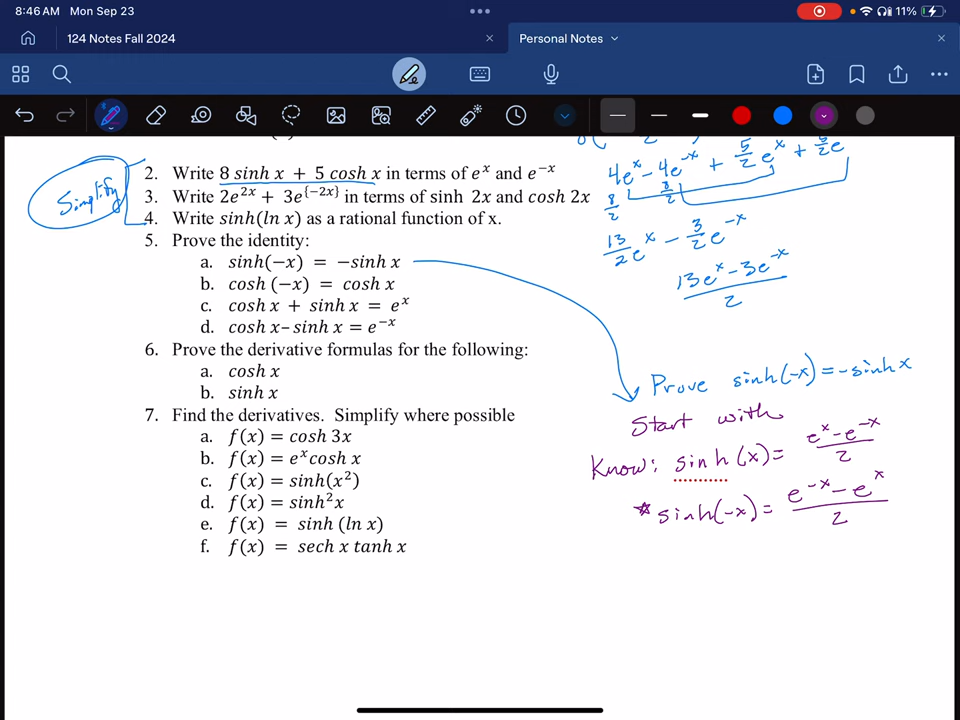 8:46 AM Mon Sep 23
11%
124 Notes Fall 2024
Personal Notes
2. Write 8 sinh x + 5 cosh x in terms of e^x and e^−x
3. Write 2e^2x + 3e^{−2x} in terms of sinh 2x and cosh 2x
4. Write sinh(ln x) as a rational function of x.
5. Prove the identity:
a. sinh(−x) = −sinh x
b. cosh (−x) = cosh x
c. cosh x + sinh x = e^x
d. cosh x – sinh x = e^−x
6. Prove the derivative formulas for the following:
a. cosh x
b. sinh x
7. Find the derivatives. Simplify where possible
a. f(x) = cosh 3x
b. f(x) = e^x cosh x
c. f(x) = sinh(x^2)
d. f(x) = sinh^2 x
e. f(x) = sinh (ln x)
f. f(x) = sech x tanh x
Simplify
4e^x − 4e^−x + 5/2 e^x + 5/2 e
8/2 8/2
13/2 e^x − 3/2 e^−x
13e^x − 3e^−x / 2
Prove sinh(-x) = -sinh x
Start with
Know: sinh(x) = e^x − e^−x / 2
* sinh(-x) = e^−x − e^x / 2